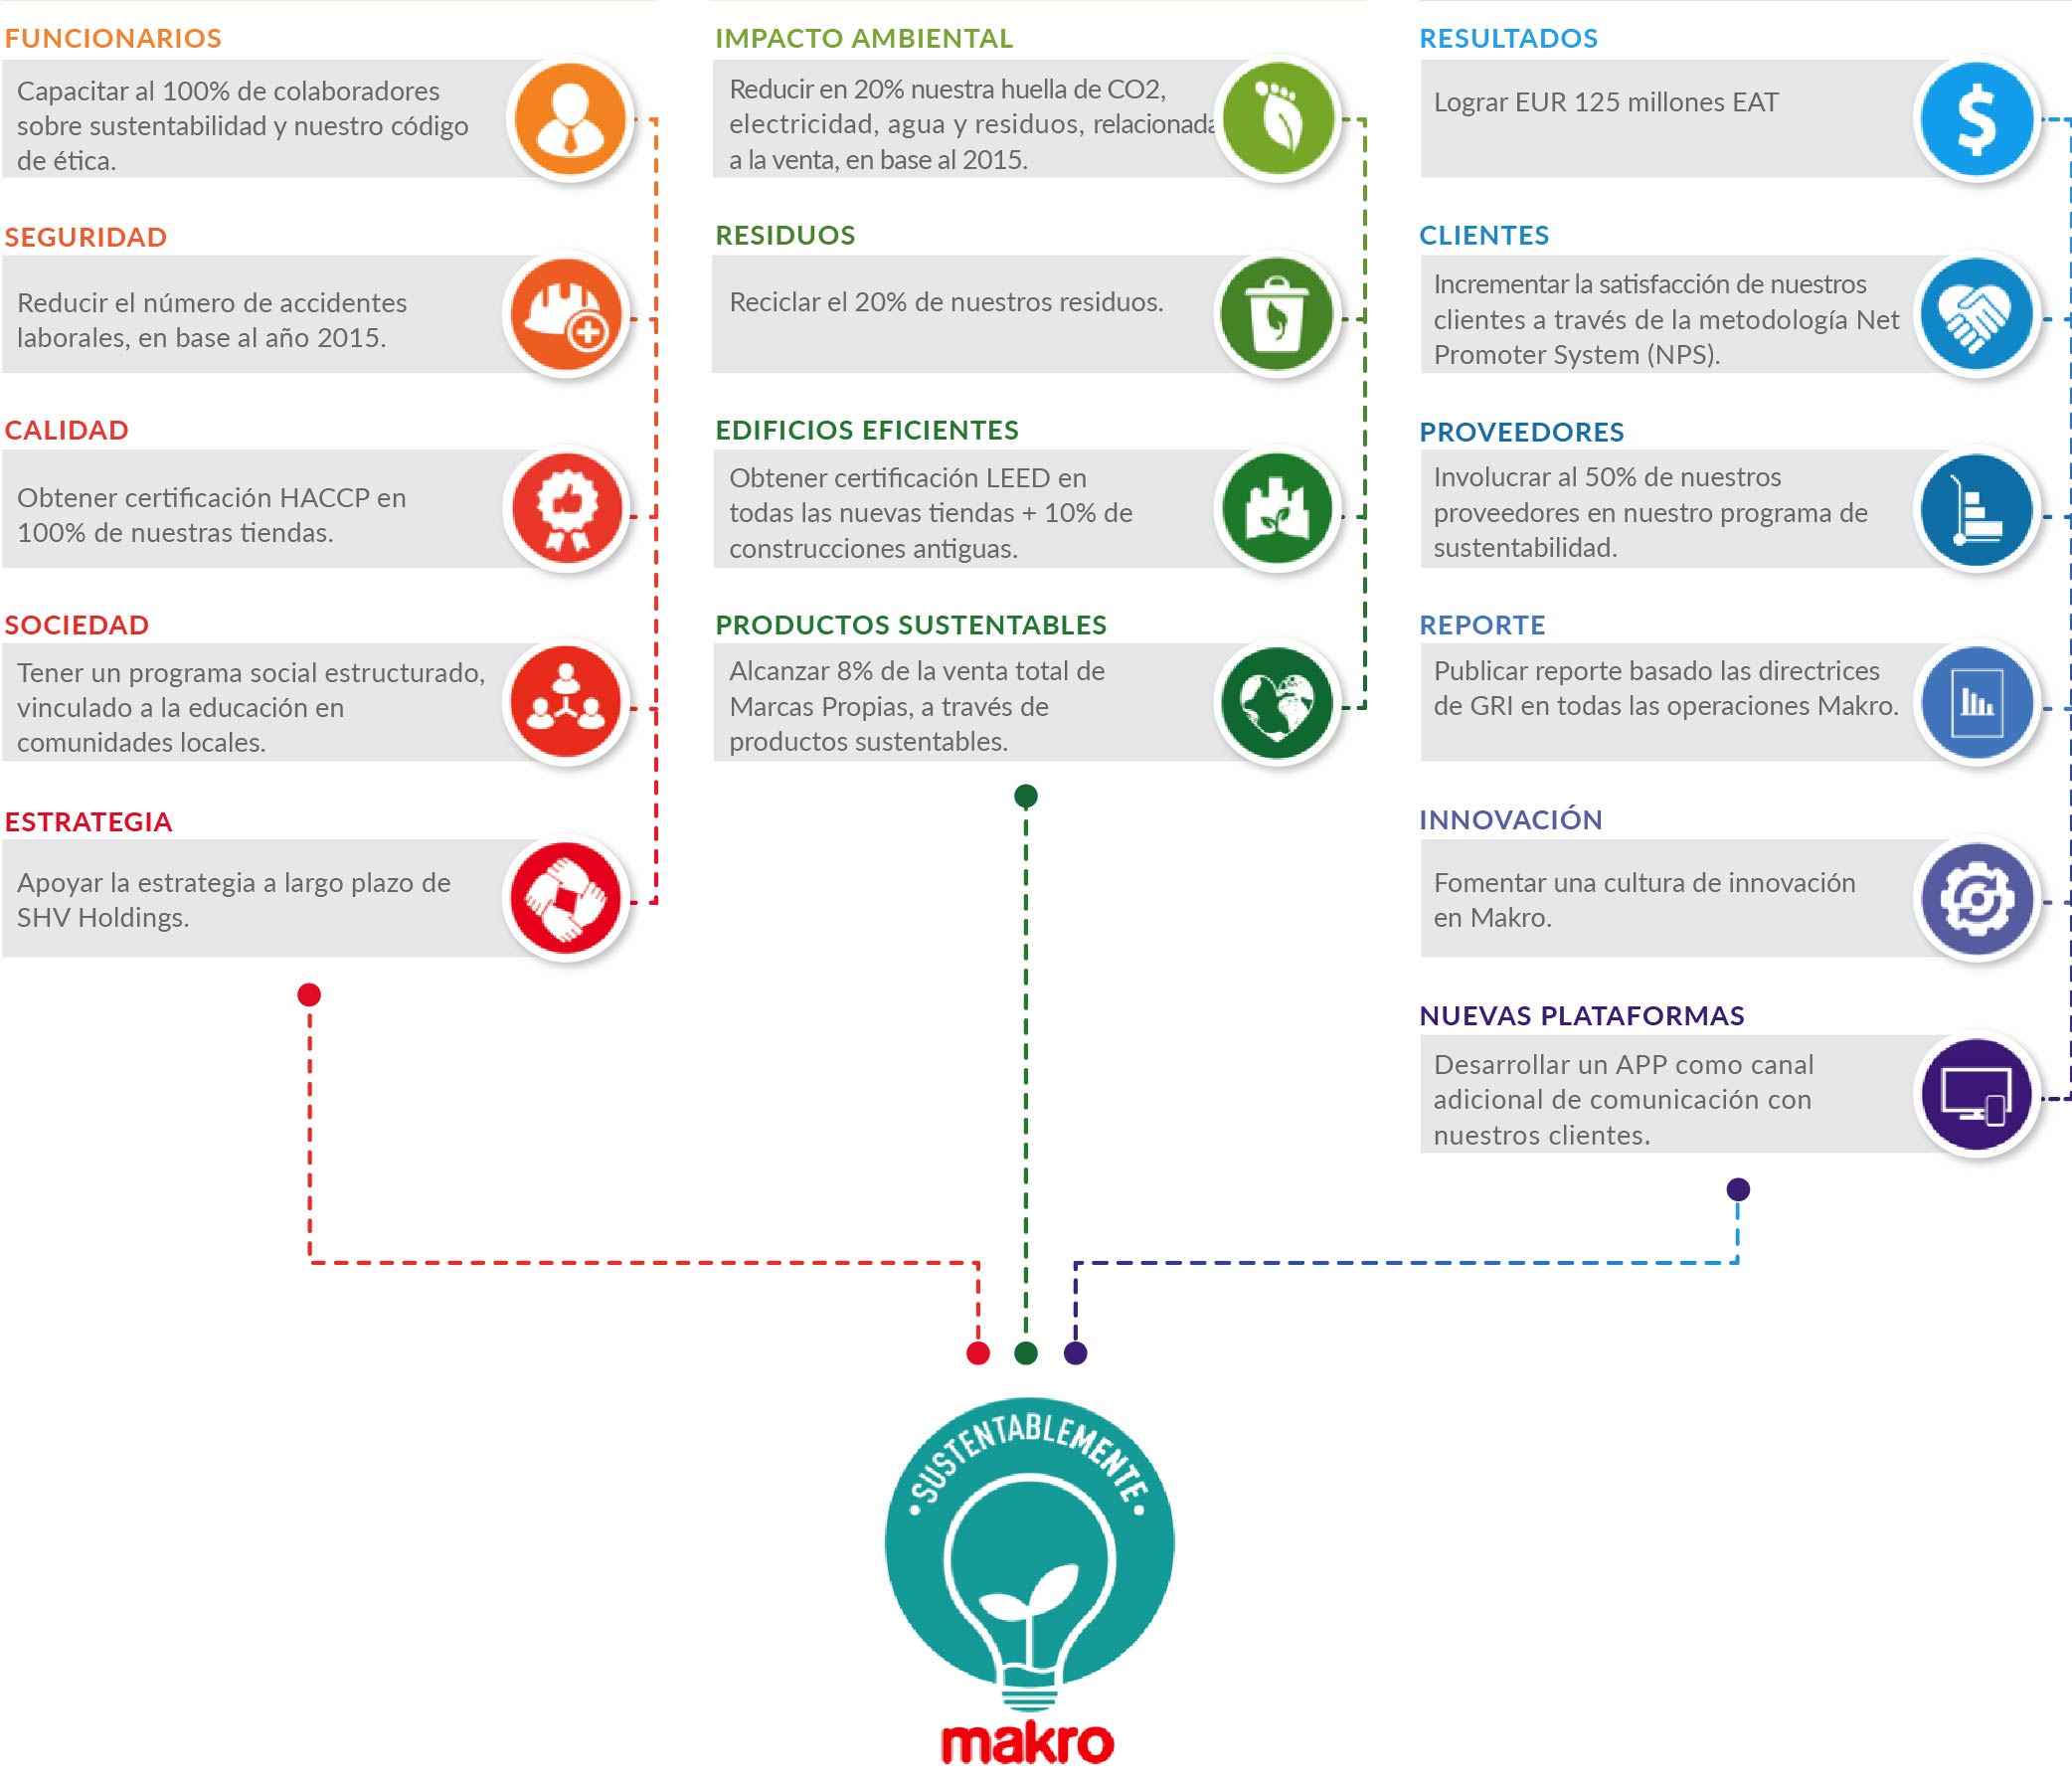 FUNCIONARIOS
Capacitar al 100% de colaboradores
sobre sustentabilidad y nuestro código
de ética.
SEGURIDAD
Reducir el número de accidentes
laborales, en base al año 2015.
CALIDAD
Obtener certificación HACCP en
100% de nuestras tiendas.
SOCIEDAD
Tener un programa social estructurado,
vinculado a la educación en
comunidades locales.
ESTRATEGIA
Apoyar la estrategia a largo plazo de
SHV Holdings.
IMPACTO AMBIENTAL
Reducir en 20% nuestra huella de CO2,
electricidad, agua y residuos, relacionada
a la venta, en base al 2015.
RESIDUOS
Reciclar el 20% de nuestros residuos.
EDIFICIOS EFICIENTES
Obtener certificación LEED en
todas las nuevas tiendas + 10% de
construcciones antiguas.
PRODUCTOS SUSTENTABLES
Alcanzar 8% de la venta total de
Marcas Propias, a través de
productos sustentables.
RESULTADOS
Lograr EUR 125 millones EAT
$
CLIENTES
Incrementar la satisfacción de nuestros
clientes a través de la metodología Net
Promoter System (NPS).
PROVEEDORES
Involucrar al 50% de nuestros
proveedores en nuestro programa de
sustentabilidad.
REPORTE
Publicar reporte basado las directrices
de GRI en todas las operaciones Makro.
INNOVACIÓN
Fomentar una cultura de innovación
en Makro.
NUEVAS PLATAFORMAS
Desarrollar un APP como canal
adicional de comunicación con
nuestros clientes.
• SUSTENTABLEMENTE •
makro